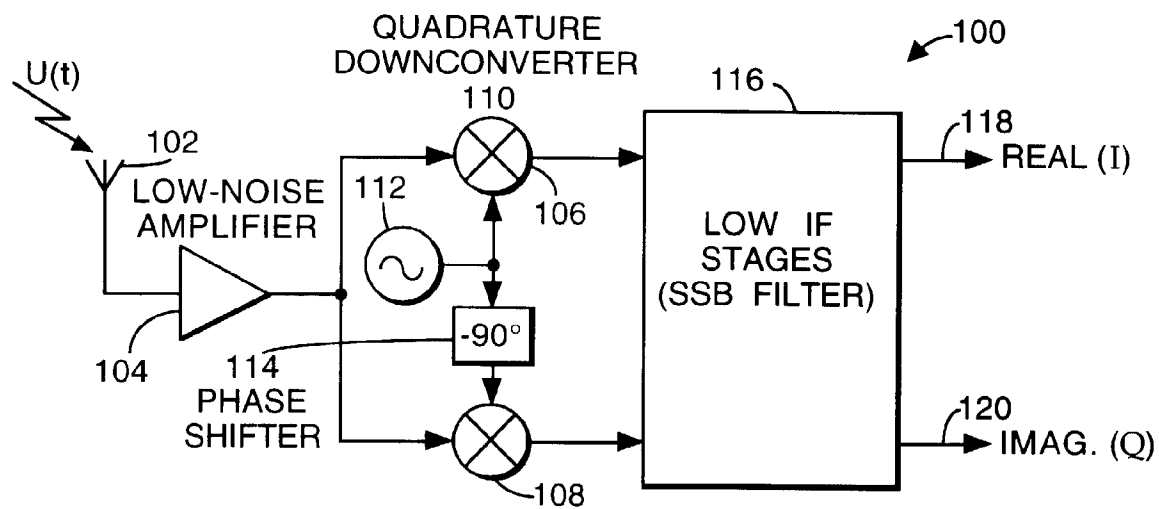 QUADRATURE
DOWNCONVERTER
110
100
U(t)
116
102
118
REAL (I)
LOW-NOISE
AMPLIFIER
112
106
LOW IF
STAGES
(SSB FILTER)
-90°
104
114
PHASE
SHIFTER
120
IMAG. (Q)
108